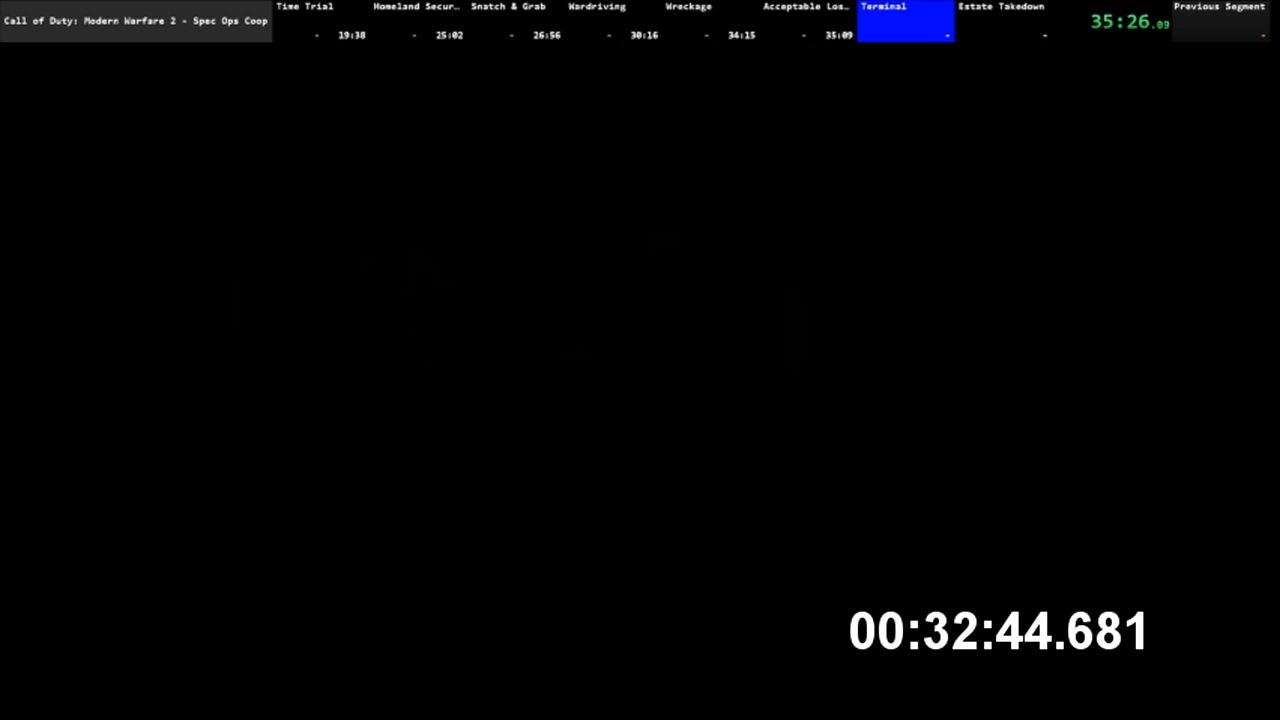 Call of Duty: Modern Warfare 2 - Spec Ops Coop
Time Trial
- 19:38
Homeland Secur…
- 25:02
Snatch & Grab
- 26:56
Wardriving
- 30:16
Wreckage
- 34:15
Acceptable Los…
- 35:09
Terminal
-
Estate Takedown
-
35:26.09
Previous Segment
-
00:32:44.681